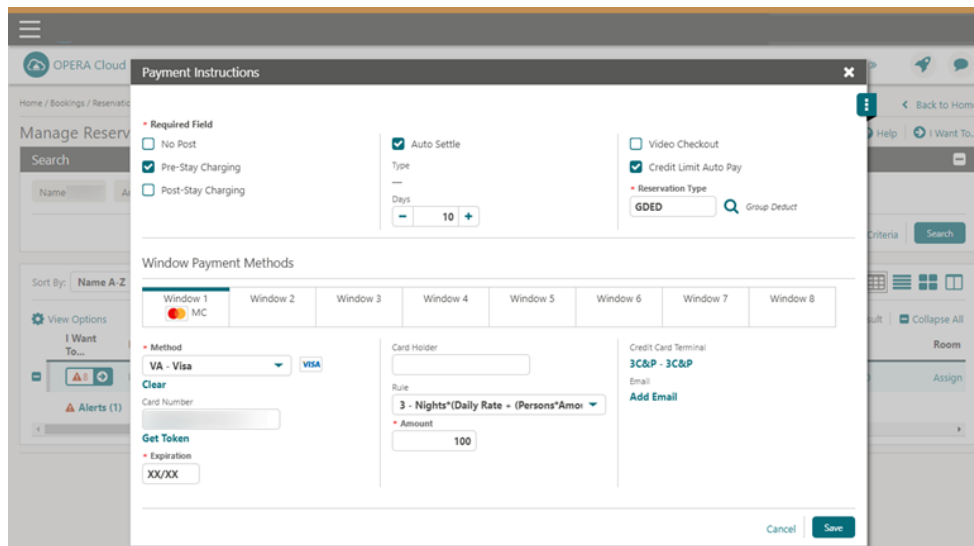 OPERA Cloud
Payment Instructions
Home / Bookings / Reservatio
Back to Home
Manage Reserv
Help
I Want To..
Search
Name
Criteria
Search
* Required Field
No Post
Pre-Stay Charging
Post-Stay Charging
Auto Settle
Type
—
Days
10
Video Checkout
Credit Limit Auto Pay
* Reservation Type
GDED
Group Deduct
Window Payment Methods
Window 1
MC
Window 2
Window 3
Window 4
Window 5
Window 6
Window 7
Window 8
Sort By: Name A-Z
View Options
sult
Collapse All
I Want To...
Room
8
Assign
Alerts (1)
* Method
VA - Visa
VISA
Clear
Card Number
Get Token
* Expiration
XX/XX
Card Holder
Rule
3 - Nights*(Daily Rate + (Persons*Amo
* Amount
100
Credit Card Terminal
3C&P - 3C&P
Email
Add Email
Cancel
Save